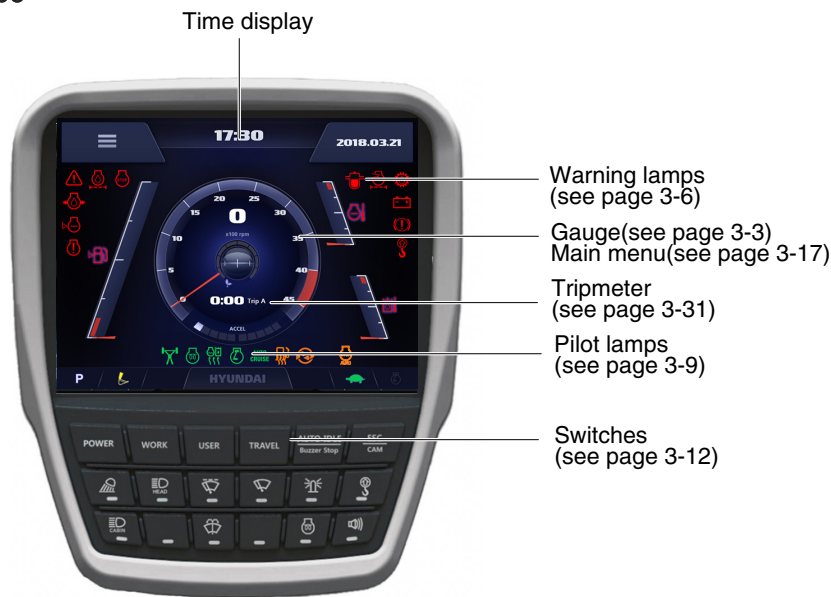 Time display
17:30
2018.03.21
Warning lamps
(see page 3-6)
Gauge(see page 3-3)
Main menu(see page 3-17)
Tripmeter
(see page 3-31)
Pilot lamps
(see page 3-9)
Switches
(see page 3-12)
0
x100 rpm
0 5 10 15 20 25 30 35 40 45
0:00 Trip A
ACCEL
AUTO CRUISE
P
HYUNDAI
POWER WORK USER TRAVEL AUTO IDLE ESC
Buzzer Stop CAM
HEAD
CABIN